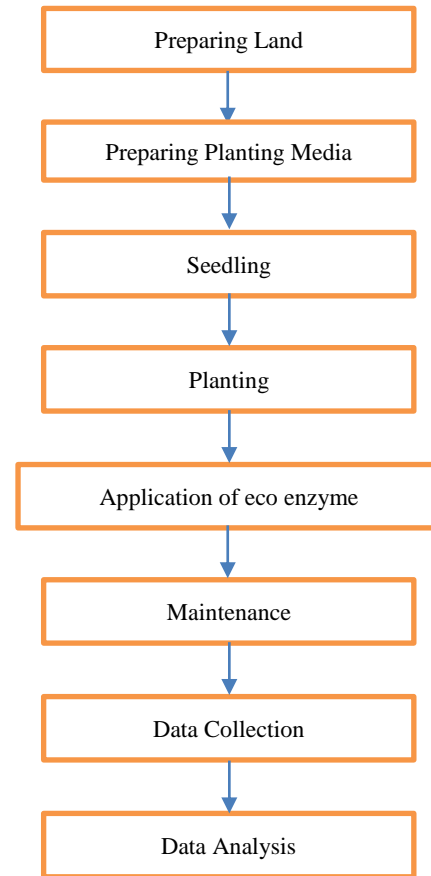 Preparing Land
Preparing Planting Media
Seedling
Planting
Application of eco enzyme
Maintenance
Data Collection
Data Analysis